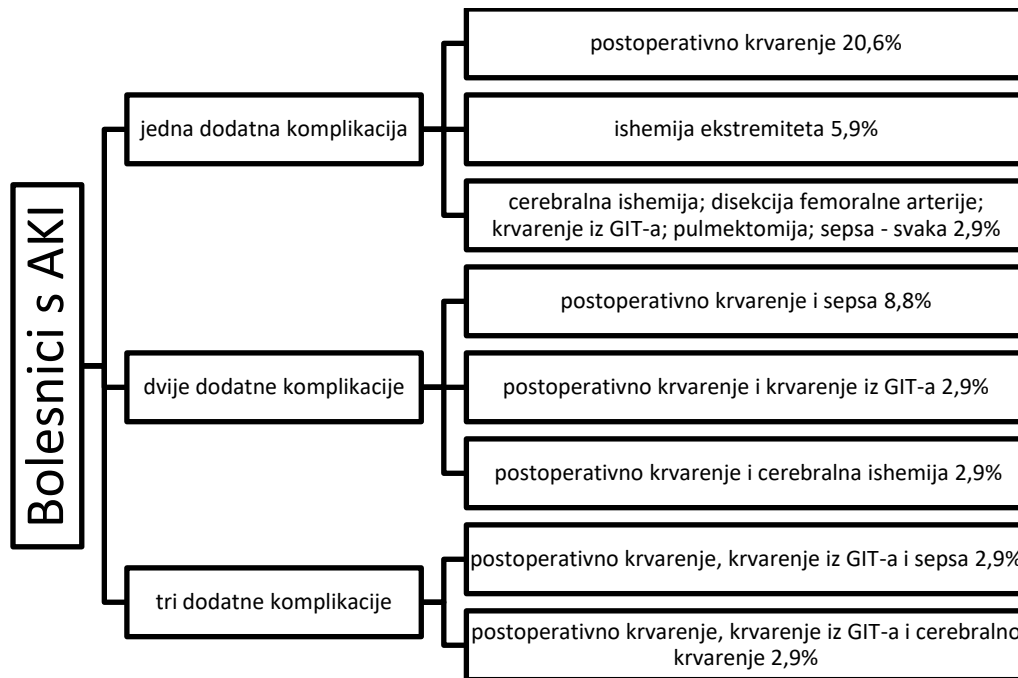 Bolesnici s AKI
jedna dodatna komplikacija
postoperativno krvarenje 20,6%
ishemija ekstremiteta 5,9%
cerebralna ishemija; disekcija femoralne arterije;
krvarenje iz GIT-a; pulmektomija; sepsa - svaka 2,9%
dvije dodatne komplikacije
postoperativno krvarenje i sepsa 8,8%
postoperativno krvarenje i krvarenje iz GIT-a 2,9%
postoperativno krvarenje i cerebralna ishemija 2,9%
tri dodatne komplikacije
postoperativno krvarenje, krvarenje iz GIT-a i sepsa 2,9%
postoperativno krvarenje, krvarenje iz GIT-a i cerebralno
krvarenje 2,9%